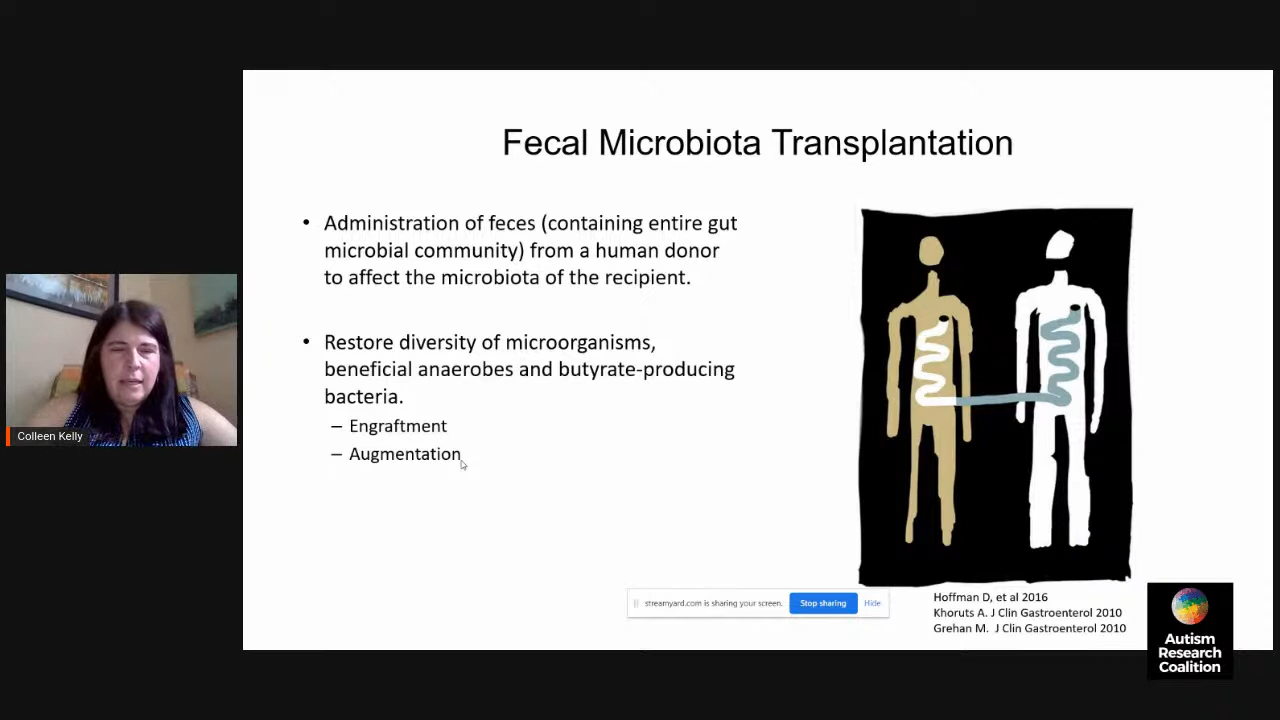 Fecal Microbiota Transplantation
• Administration of feces (containing entire gut
microbial community) from a human donor
to affect the microbiota of the recipient.
• Restore diversity of microorganisms,
beneficial anaerobes and butyrate-producing
bacteria.
– Engraftment
– Augmentation
Colleen Kelly
streamyard.com is sharing your screen.
Stop sharing
Hide
Hoffman D, et al 2016
Khoruts A. J Clin Gastroenterol 2010
Grehan M.  J Clin Gastroenterol 2010
Autism
Research
Coalition